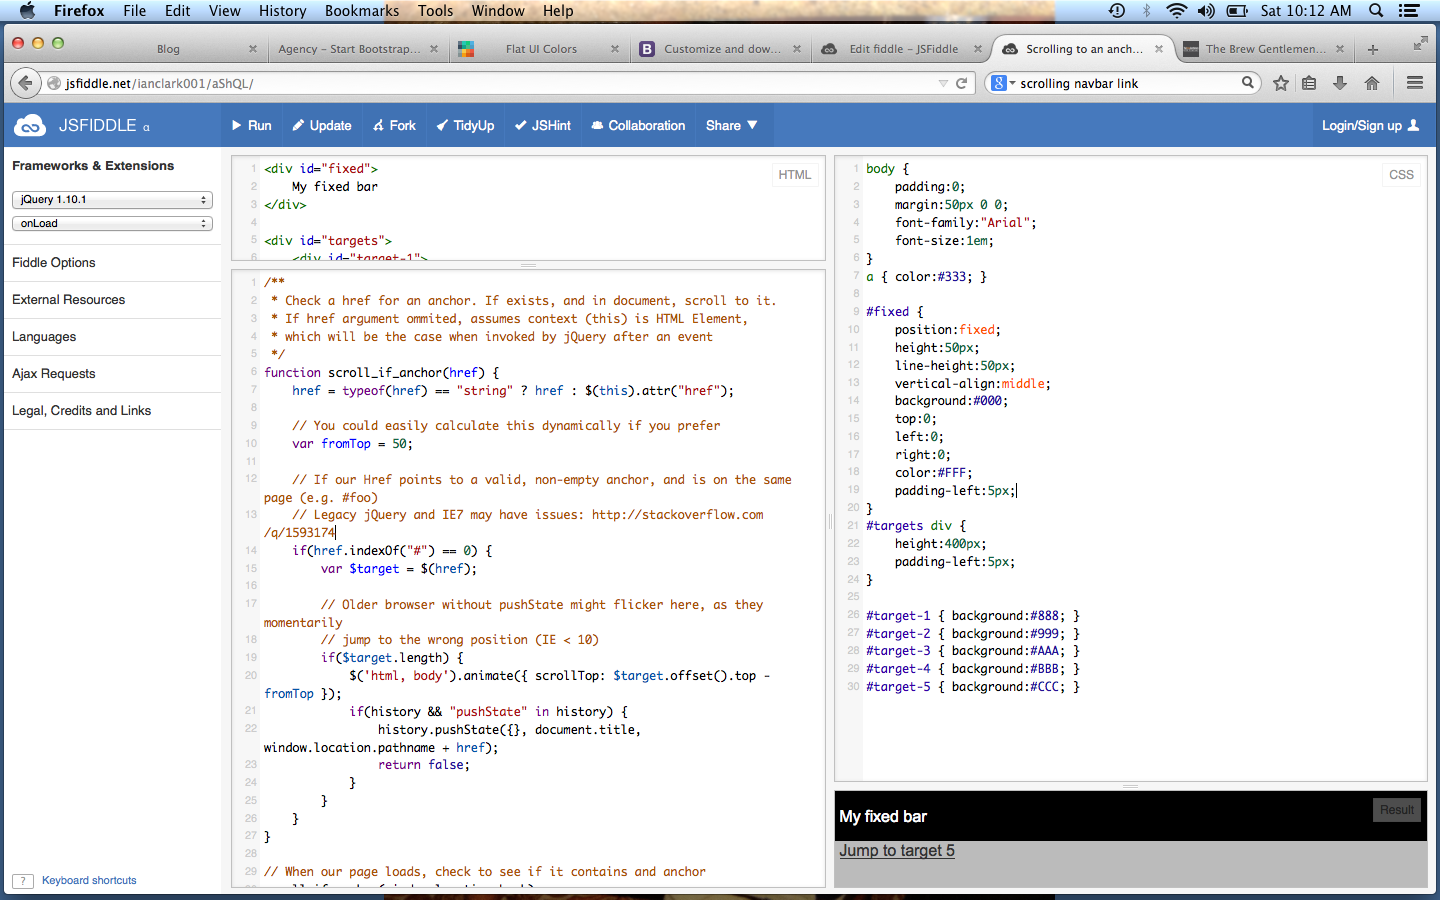 Firefox File Edit View History Bookmarks Tools Window Help Sat 10:12 AM
Blog Agency – Start Bootstrap... Flat UI Colors Customize and dow... Edit fiddle - JSFiddle Scrolling to an anch... The Brew Gentlemen...
jsfiddle.net/ianclark001/aShQL/ scrolling navbar link
JSFIDDLE α Run Update Fork TidyUp JSHint Collaboration Share Login/Sign up
Frameworks & Extensions
jQuery 1.10.1
onLoad
Fiddle Options
External Resources
Languages
Ajax Requests
Legal, Credits and Links
? Keyboard shortcuts
HTML
1 <div id="fixed">
2 My fixed bar
3 </div>
4
5 <div id="targets">
6 <div id="target-1">
1 /**
2 * Check a href for an anchor. If exists, and in document, scroll to it.
3 * If href argument ommited, assumes context (this) is HTML Element,
4 * which will be the case when invoked by jQuery after an event
5 */
6 function scroll_if_anchor(href) {
7 href = typeof(href) == "string" ? href : $(this).attr("href");
8
9 // You could easily calculate this dynamically if you prefer
10 var fromTop = 50;
11
12 // If our Href points to a valid, non-empty anchor, and is on the same
page (e.g. #foo)
13 // Legacy jQuery and IE7 may have issues: http://stackoverflow.com
/q/1593174
14 if(href.indexOf("#") == 0) {
15 var $target = $(href);
16
17 // Older browser without pushState might flicker here, as they
momentarily
18 // jump to the wrong position (IE < 10)
19 if($target.length) {
20 $('html, body').animate({ scrollTop: $target.offset().top -
fromTop });
21 if(history && "pushState" in history) {
22 history.pushState({}, document.title,
window.location.pathname + href);
23 return false;
24 }
25 }
26 }
27 }
28
29 // When our page loads, check to see if it contains and anchor
CSS
1 body {
2 padding:0;
3 margin:50px 0 0;
4 font-family:"Arial";
5 font-size:1em;
6 }
7 a { color:#333; }
8
9 #fixed {
10 position:fixed;
11 height:50px;
12 line-height:50px;
13 vertical-align:middle;
14 background:#000;
15 top:0;
16 left:0;
17 right:0;
18 color:#FFF;
19 padding-left:5px;
20 }
21 #targets div {
22 height:400px;
23 padding-left:5px;
24 }
25
26 #target-1 { background:#888; }
27 #target-2 { background:#999; }
28 #target-3 { background:#AAA; }
29 #target-4 { background:#BBB; }
30 #target-5 { background:#CCC; }
My fixed bar Result
Jump to target 5